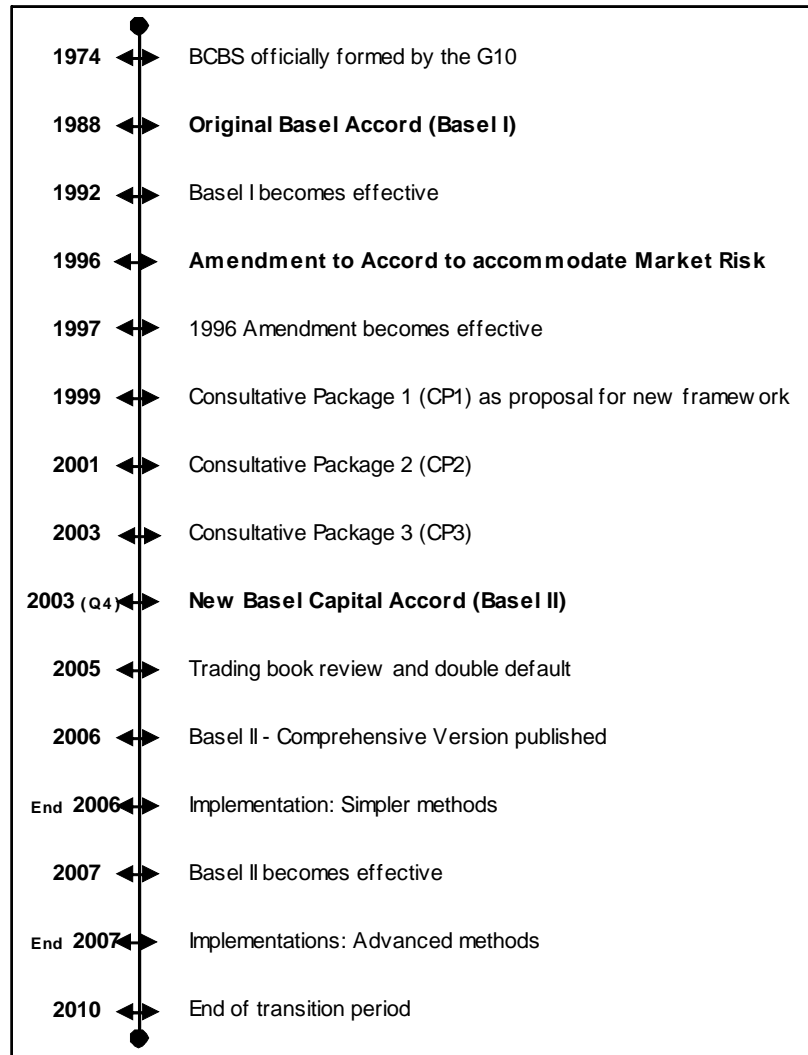 1974 BCBS officially formed by the G10
1988 Original Basel Accord (Basel I)
1992 Basel I becomes effective
1996 Amendment to Accord to accommodate Market Risk
1997 1996 Amendment becomes effective
1999 Consultative Package 1 (CP1) as proposal for new framework
2001 Consultative Package 2 (CP2)
2003 Consultative Package 3 (CP3)
2003 (Q4) New Basel Capital Accord (Basel II)
2005 Trading book review and double default
2006 Basel II - Comprehensive Version published
End 2006 Implementation: Simpler methods
2007 Basel II becomes effective
End 2007 Implementations: Advanced methods
2010 End of transition period